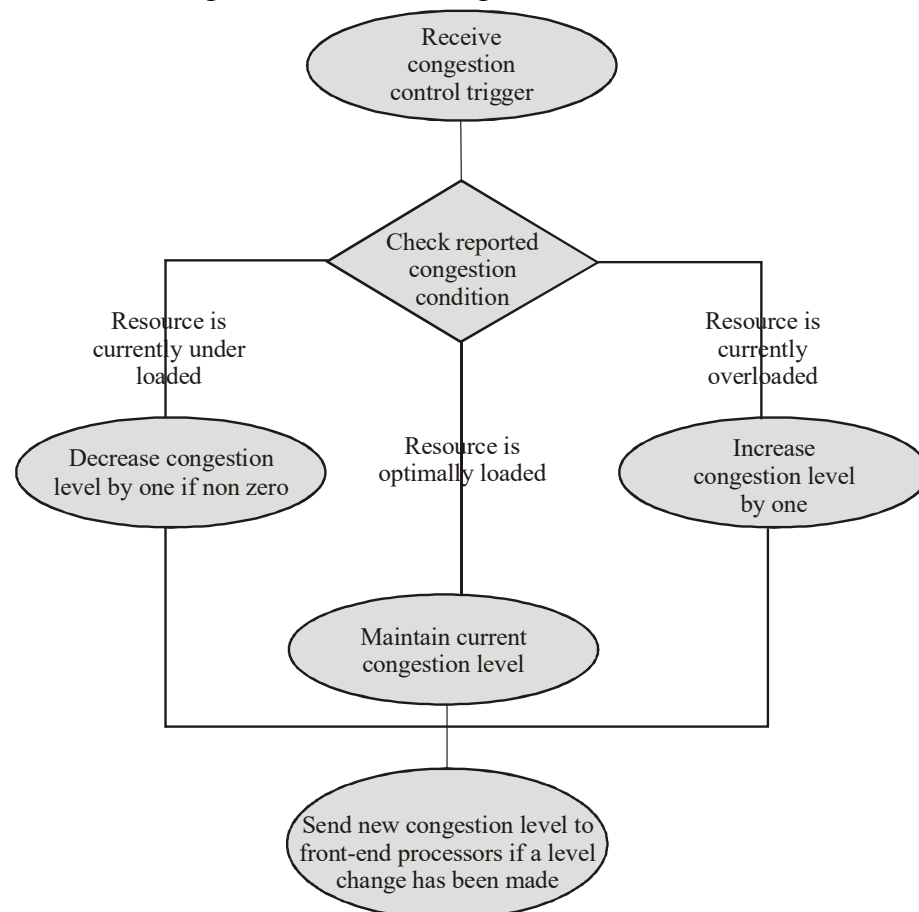 Receive
congestion
control trigger
Check reported
congestion
condition
Resource is
currently under
loaded
Resource is
currently
overloaded
Decrease congestion
level by one if non zero
Resource is
optimally loaded
Increase
congestion level
by one
Maintain current
congestion level
Send new congestion level to
front-end processors if a level
change has been made